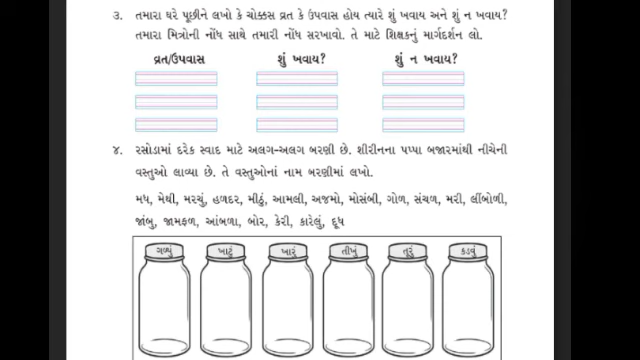 ૩. તમારા ઘરે પૂછીને લખો કે ચોક્કસ વ્રત કે ઉપવાસ હોય ત્યારે શું ખવાય અને શું ન ખવાય?
તમારા મિત્રોની નોંધ સાથે તમારી નોંધ સરખાવો. તે માટે શિક્ષકનું માર્ગદર્શન લો.
વ્રત/ઉપવાસ શું ખવાય? શું ન ખવાય?
૪. રસોડામાં દરેક સ્વાદ માટે અલગ-અલગ બરણી છે. શીરીનના પપ્પા બજારમાંથી નીચેની
વસ્તુઓ લાવ્યા છે. તે વસ્તુઓનાં નામ બરણીમાં લખો.
મધ, મેથી, મરચું, હળદર, મીઠું, આમલી, અજમો, મોસંબી, ગોળ, સંચળ, મરી, લીંબોળી,
જાંબુ, જામફળ, આંબળા, બોર, કેરી, કારેલું, દૂધ
ગળ્યું ખાટું ખારું તીખું તૂરું કડવું